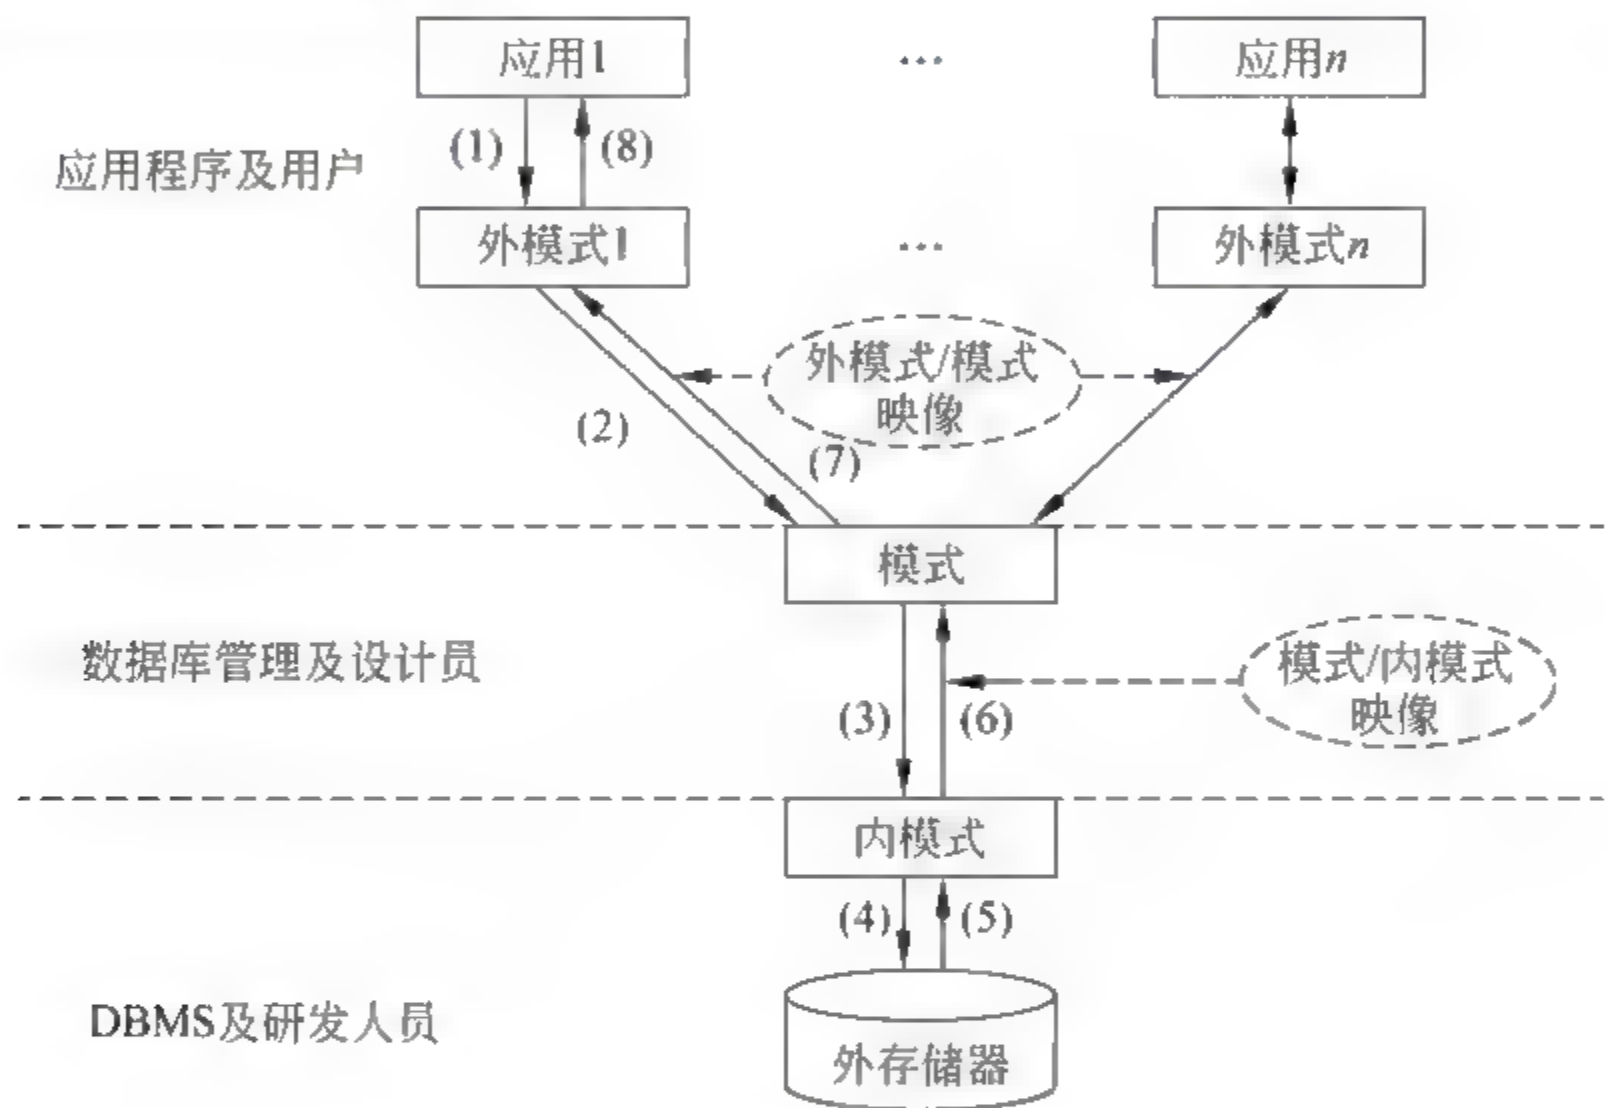 应用1 … 应用n
(1) (8)
应用程序及用户
外模式1 … 外模式n
外模式/模式
映像
(2)
(7)
模式
数据库管理及设计员
模式/内模式
映像
(3) (6)
内模式
(4) (5)
DBMS及研发人员
外存储器